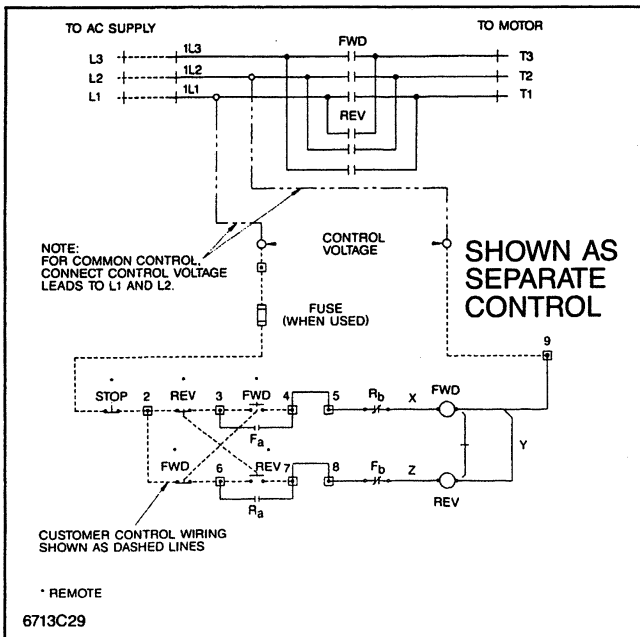 TO AC SUPPLY
TO MOTOR
FWD
L3
1L3
T3
L2
1L2
T2
L1
1L1
T1
REV
NOTE:
FOR COMMON CONTROL,
CONNECT CONTROL VOLTAGE
LEADS TO L1 AND L2.
CONTROL
VOLTAGE
SHOWN AS
SEPARATE
CONTROL
FUSE
(WHEN USED)
9
* STOP
2
* REV
3
* FWD
4
5
Rb
X
FWD
Fa
Y
* FWD
6
* REV
7
8
Fb
Z
REV
Ra
CUSTOMER CONTROL WIRING
SHOWN AS DASHED LINES
* REMOTE
6713C29